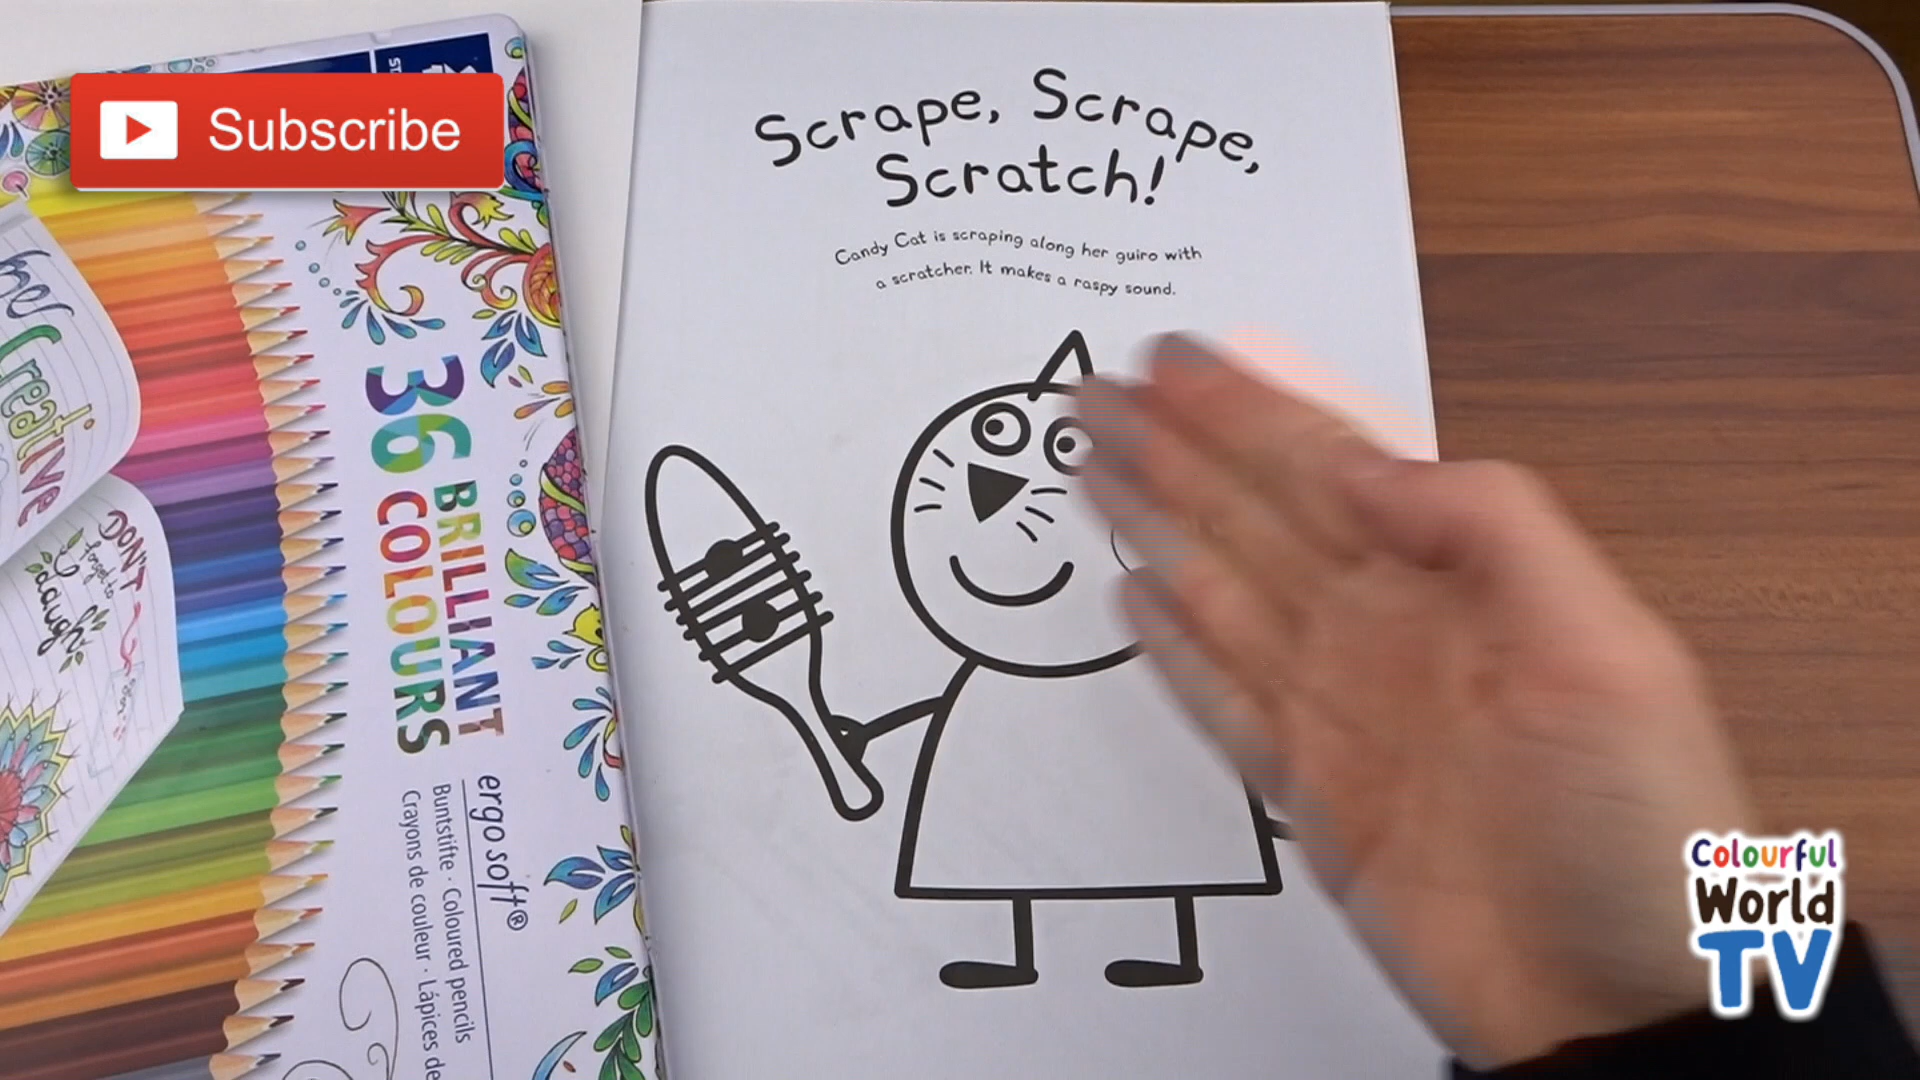 Subscribe
Scrape, Scrape,
Scratch!
Candy Cat is scraping along her guiro with
a scratcher. It makes a raspy sound.
Creative
DON'T
forget to
laugh
36
BRILLIANT
COLOURS
ergo soft®
Buntstifte · Coloured pencils
Crayons de couleur · Lápices de
Colourful
World
TV